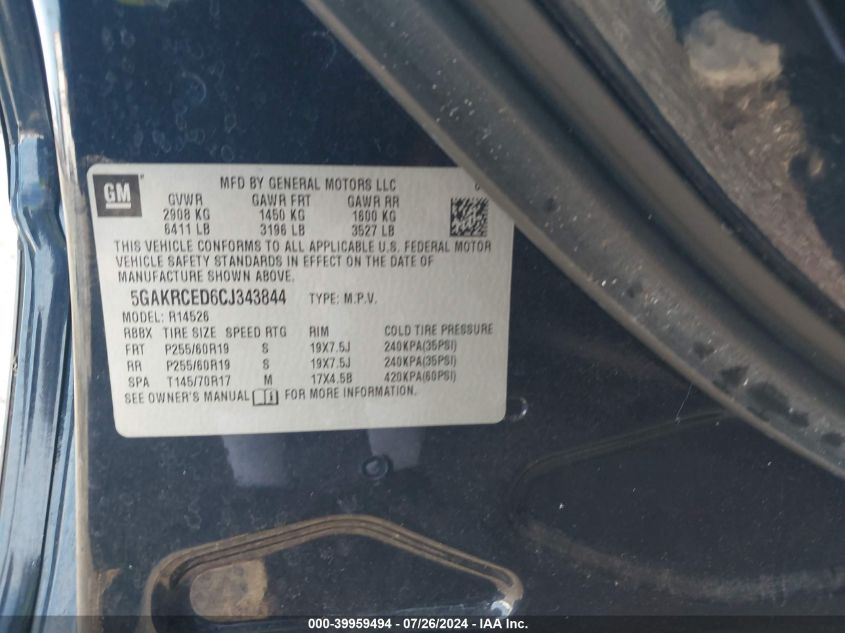 GM
MFD BY GENERAL MOTORS LLC
GVWR GAWR FRT GAWR RR
2908 KG 1450 KG 1600 KG
6411 LB 3196 LB 3527 LB
THIS VEHICLE CONFORMS TO ALL APPLICABLE U.S. FEDERAL MOTOR
VEHICLE SAFETY STANDARDS IN EFFECT ON THE DATE OF
MANUFACTURE SHOWN ABOVE.
5GAKRCED6CJ343844 TYPE: M.P.V.
MODEL: R14526
RBBX TIRE SIZE SPEED RTG RIM COLD TIRE PRESSURE
FRT P255/60R19 S 19X7.5J 240KPA(35PSI)
RR P255/60R19 S 19X7.5J 240KPA(35PSI)
SPA T145/70R17 M 17X4.5B 420KPA(60PSI)
SEE OWNER'S MANUAL FOR MORE INFORMATION.
000-39959494 - 07/26/2024 - IAAI.COM.